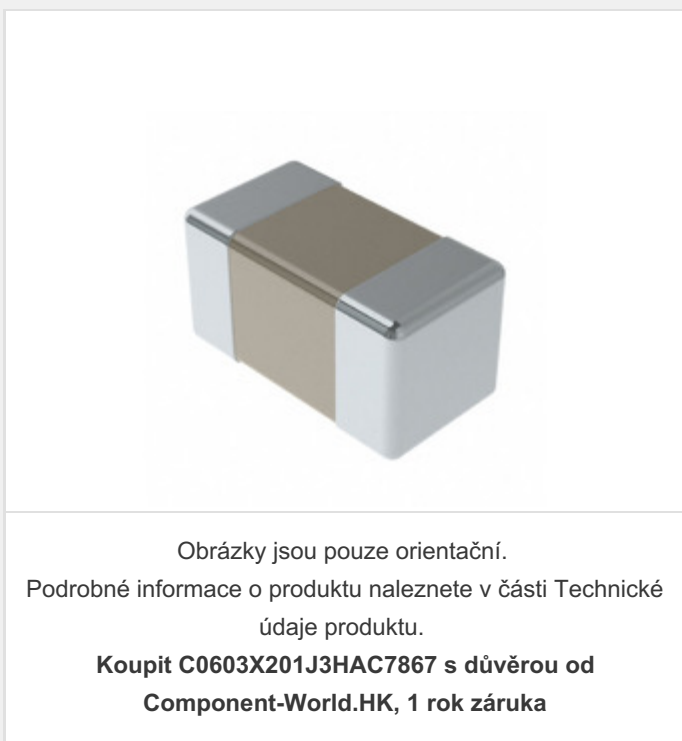 Obrázky jsou pouze orientační.
Podrobné informace o produktu naleznete v části Technické
údaje produktu.
Koupit C0603X201J3HAC7867 s důvěrou od
Component-World.HK, 1 rok záruka